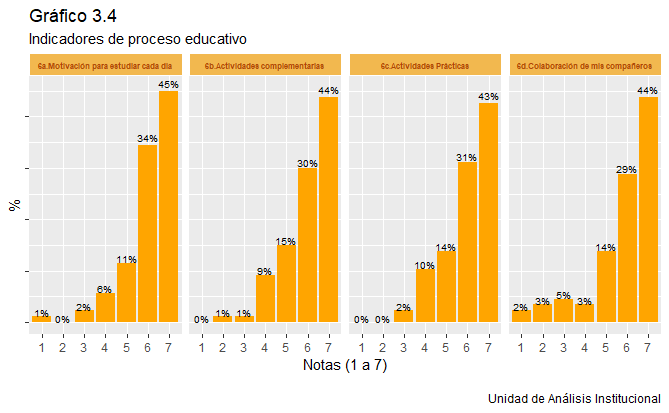 Gráfico 3.4
Indicadores de proceso educativo
6a.Motivación para estudiar cada día
6b.Actividades complementarias
6c.Actividades Prácticas
6d.Colaboración de mis compañeros
%
1% 0% 2% 6% 11% 34% 45%
0% 1% 1% 9% 15% 30% 44%
0% 0% 2% 10% 14% 31% 43%
2% 3% 5% 3% 14% 29% 44%
1 2 3 4 5 6 7
1 2 3 4 5 6 7
1 2 3 4 5 6 7
1 2 3 4 5 6 7
Notas (1 a 7)
Unidad de Análisis Institucional